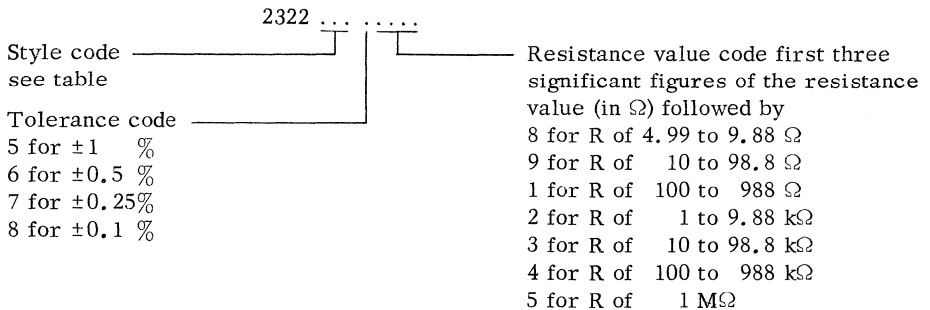 2322 ... .....
Style code
see table
Tolerance code
5 for ±1 %
6 for ±0.5 %
7 for ±0.25%
8 for ±0.1 %
Resistance value code first three
significant figures of the resistance
value (in Ω) followed by
8 for R of 4.99 to 9.88 Ω
9 for R of 10 to 98.8 Ω
1 for R of 100 to 988 Ω
2 for R of 1 to 9.88 kΩ
3 for R of 10 to 98.8 kΩ
4 for R of 100 to 988 kΩ
5 for R of 1 MΩ